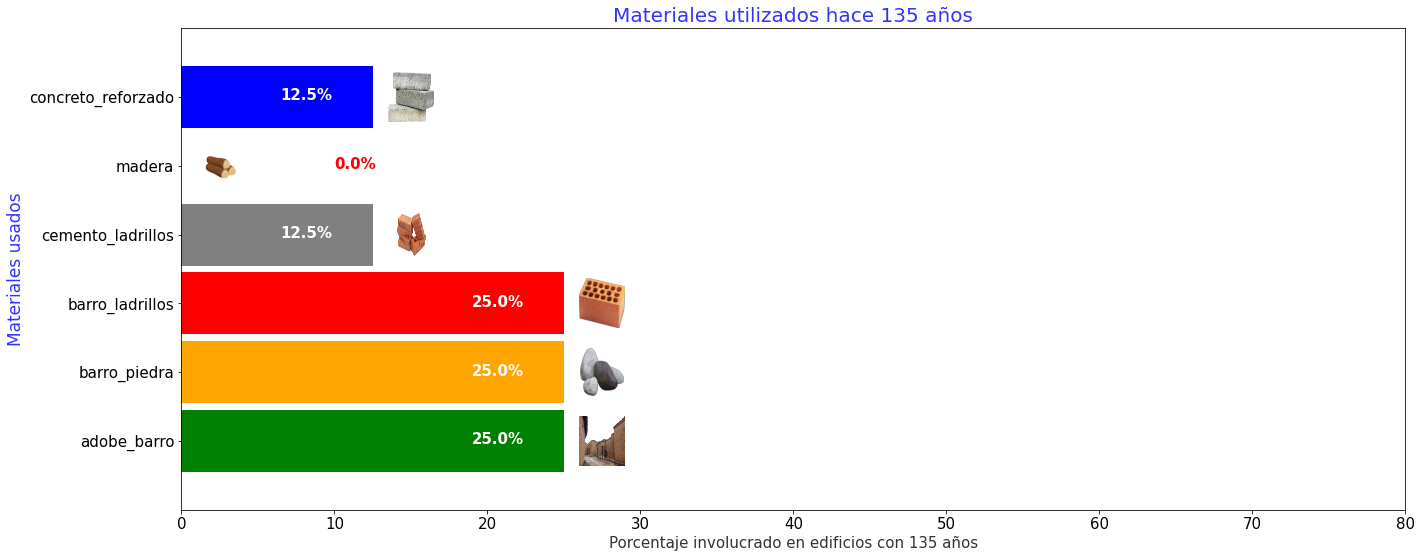 Materiales utilizados hace 135 años
Materiales usados
concreto_reforzado
12.5%
madera
0.0%
cemento_ladrillos
12.5%
barro_ladrillos
25.0%
barro_piedra
25.0%
adobe_barro
25.0%
0 10 20 30 40 50 60 70 80
Porcentaje involucrado en edificios con 135 años